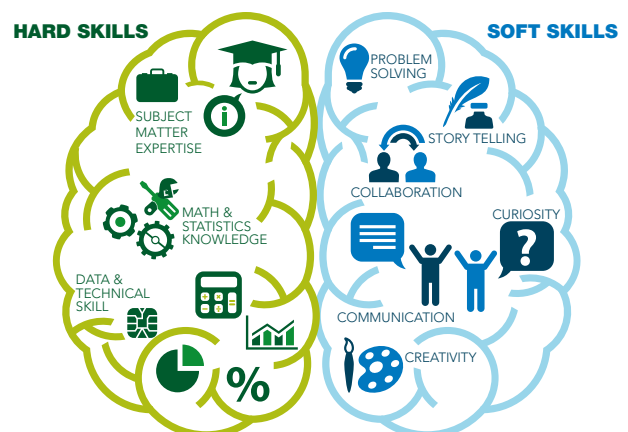 HARD SKILLS
SUBJECT
MATTER
EXPERTISE
i
MATH &
STATISTICS
KNOWLEDGE
DATA &
TECHNICAL
SKILL
%
SOFT SKILLS
PROBLEM
SOLVING
STORY TELLING
COLLABORATION
CURIOSITY
?
COMMUNICATION
CREATIVITY